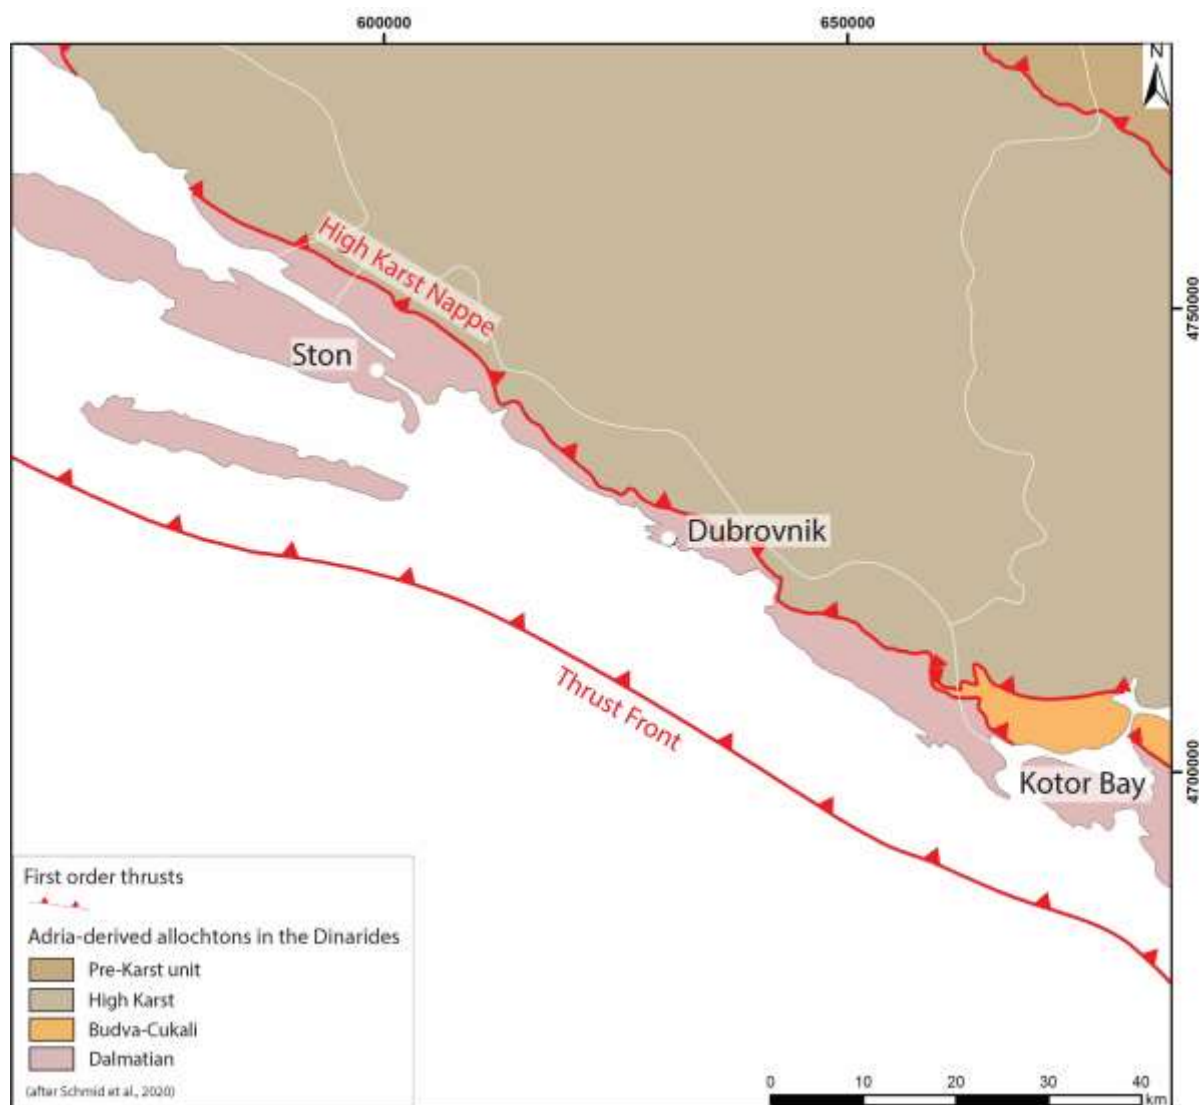 600000
650000
N
High Karst Nappe
4750000
Ston
Dubrovnik
Thrust Front
Kotor Bay
4700000
First order thrusts
Adria-derived allochtons in the Dinarides
Pre-Karst unit
High Karst
Budva-Cukali
Dalmatian
(after Schmid et al., 2020)
0 10 20 30 40
km